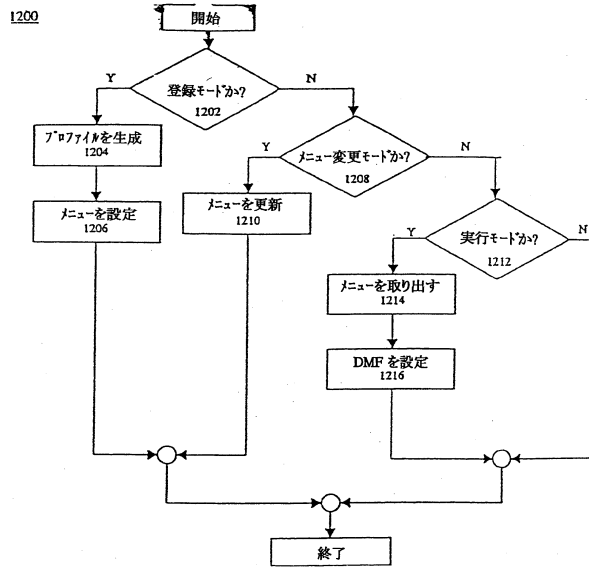 1200
開始
登録モードか?
1202
Y
N
プロファイルを生成
1204
メニュー変更モードか?
1208
Y
N
メニューを設定
1206
メニューを更新
1210
実行モードか?
1212
Y
N
メニューを取り出す
1214
DMFを設定
1216
終了